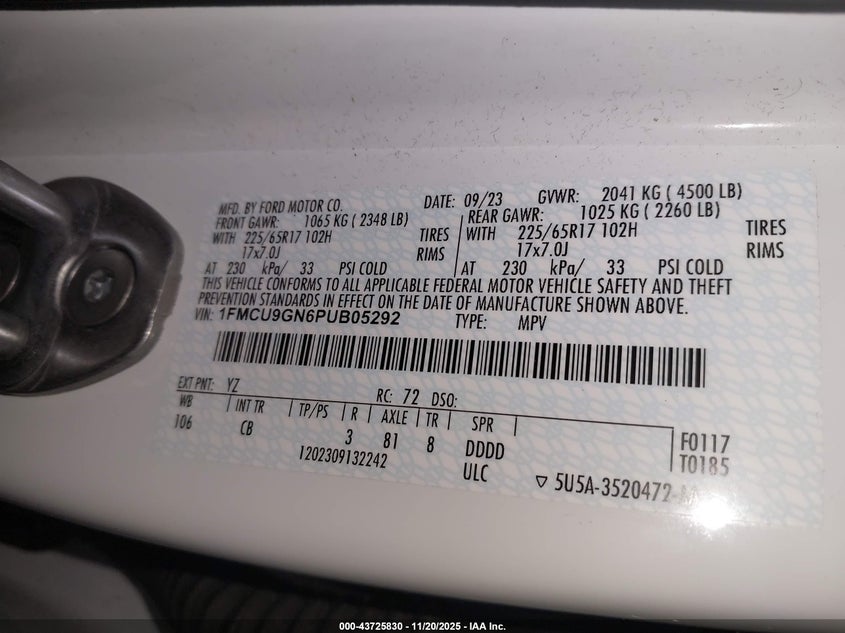 MFD. BY FORD MOTOR CO. DATE: 09/23 GVWR: 2041 KG ( 4500 LB)
FRONT GAWR: 1065 KG ( 2348 LB) REAR GAWR: 1025 KG ( 2260 LB)
WITH 225/65R17 102H TIRES WITH 225/65R17 102H TIRES
17x7.0J RIMS 17x7.0J RIMS
AT 230 kPa/ 33 PSI COLD AT 230 kPa/ 33 PSI COLD
THIS VEHICLE CONFORMS TO ALL APPLICABLE FEDERAL MOTOR VEHICLE SAFETY AND THEFT
PREVENTION STANDARDS IN EFFECT ON THE DATE OF MANUFACTURE SHOWN ABOVE.
VIN: 1FMCU9GN6PUB05292 TYPE: MPV
EXT PNT: YZ RC: 72 DSO:
WB INT TR TP/PS R AXLE TR SPR
106 CB 3 81 8 DDDD F0117
1202309132242 ULC T0185
5U5A-3520472-
000-43725830 - 11/20/2025 - IAA Inc.